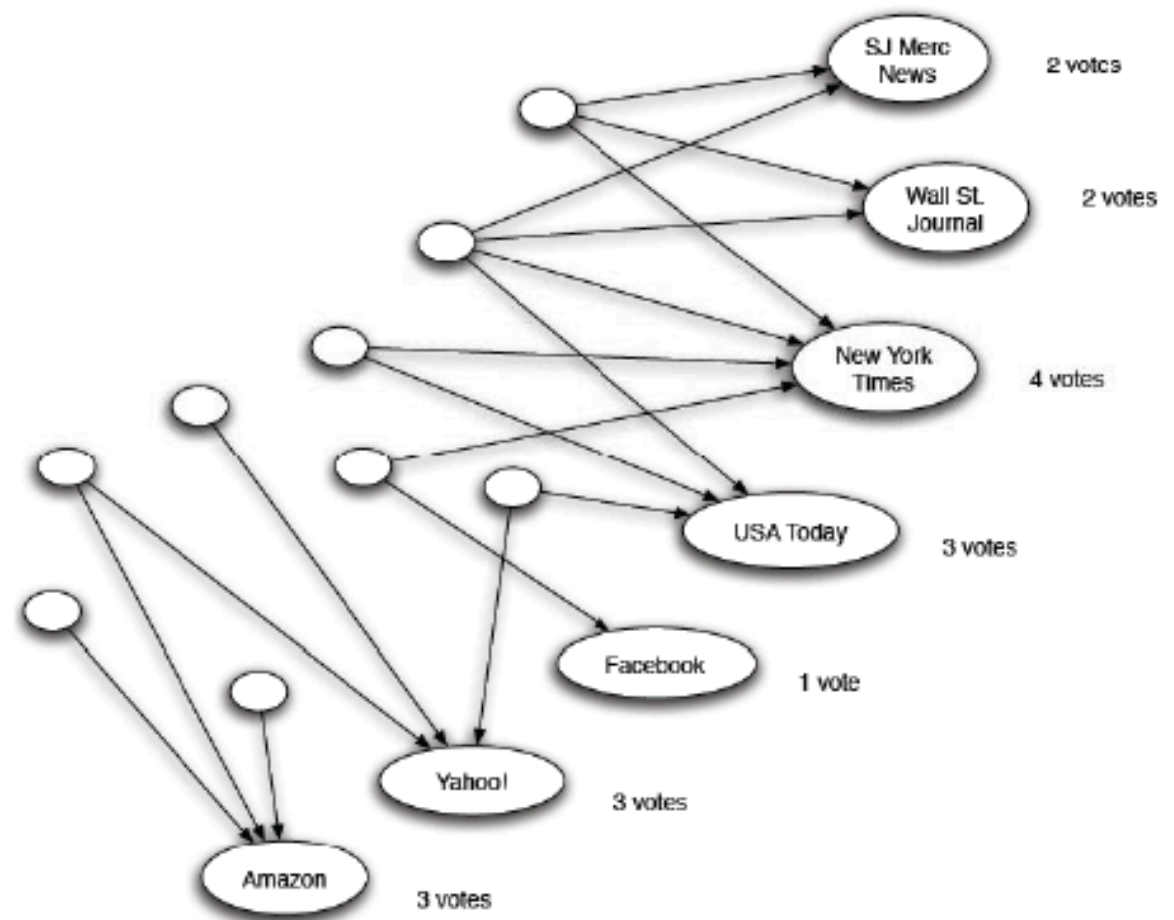 SJ Merc
News
2 votes
Wall St.
Journal
2 votes
New York
Times
4 votes
USA Today
3 votes
Facebook
1 vote
Yahoo!
3 votes
Amazon
3 votes